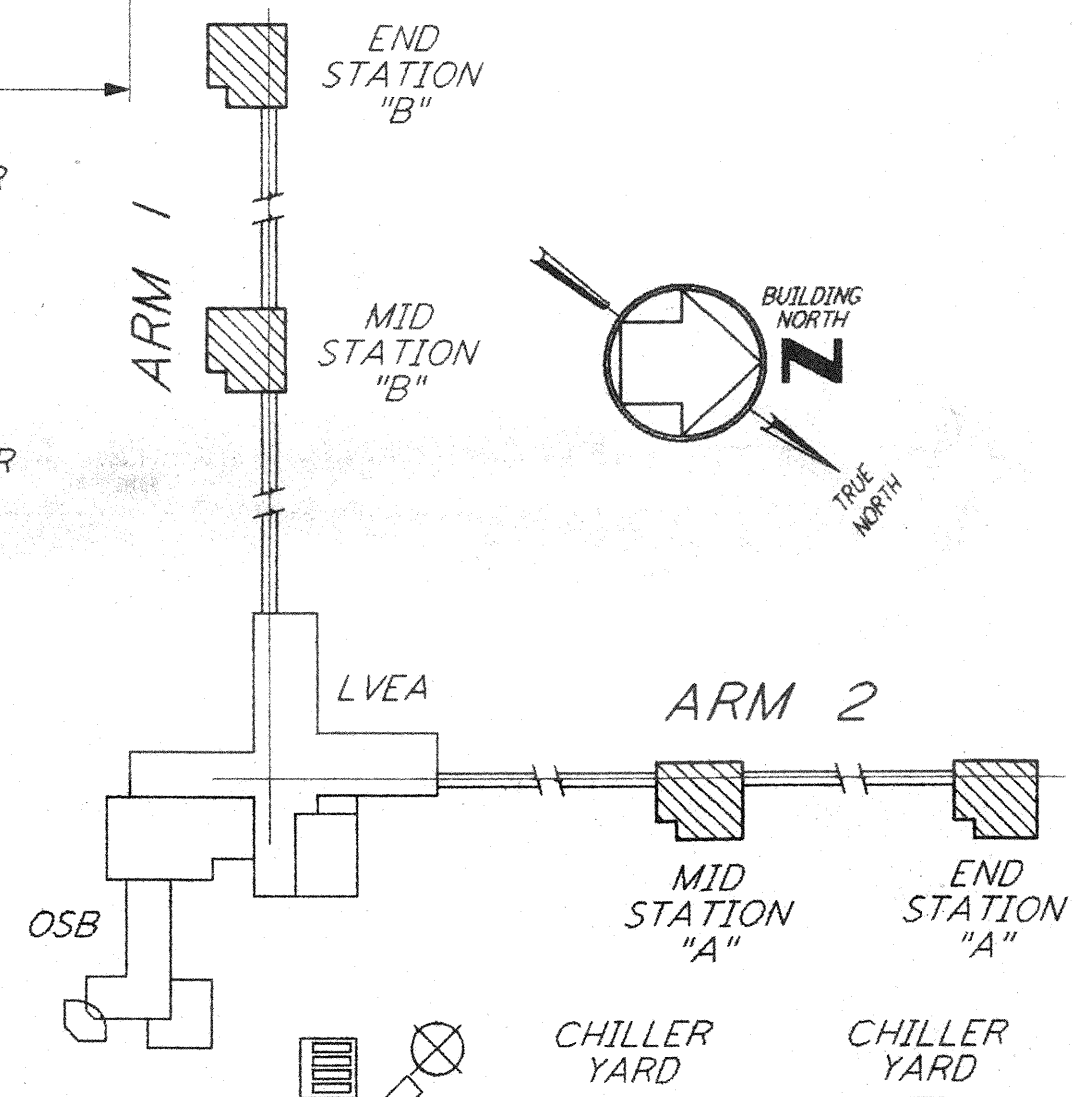 END
STATION
"B"
R
ARM 1
MID
STATION
"B"
BUILDING
NORTH
N
TRUE
NORTH
R
LVEA
ARM 2
MID
STATION
"A"
END
STATION
"A"
OSB
CHILLER
YARD
CHILLER
YARD